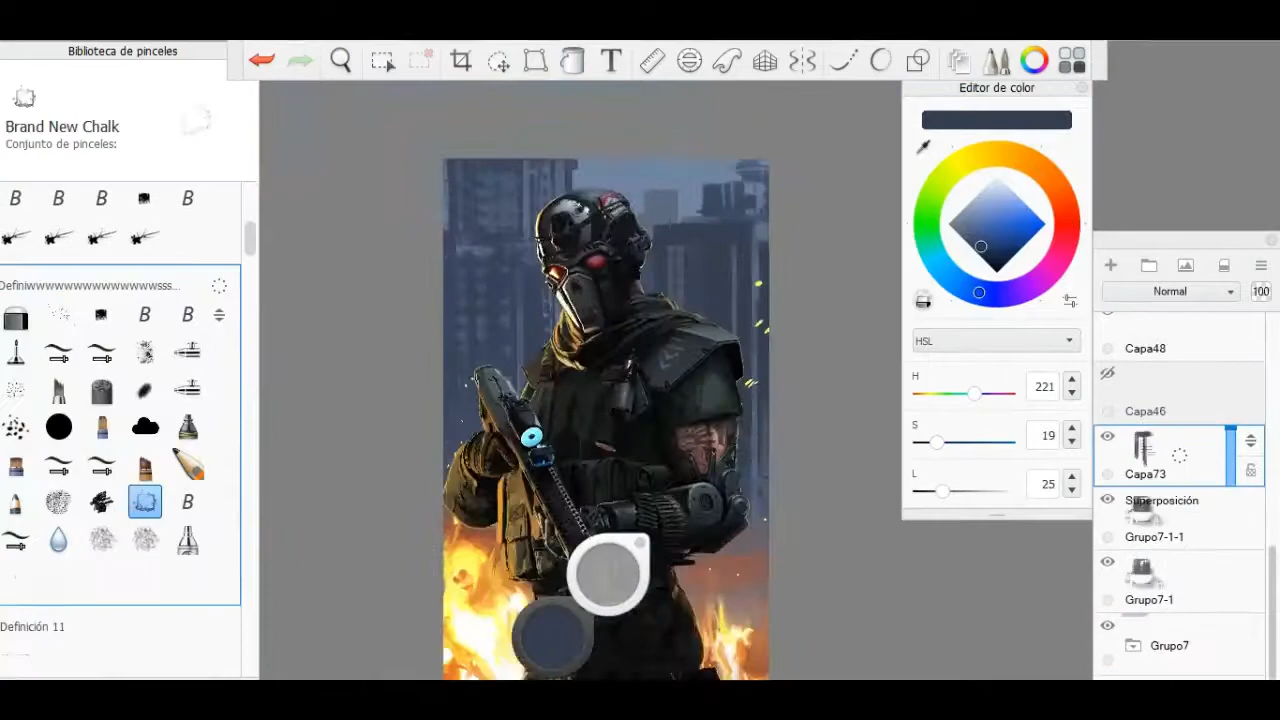 Biblioteca de pinceles
Brand New Chalk
Conjunto de pinceles:
B B B B
Definiwwwwwwwwwwwwwwsss...
B B
B
Definición 11
T
Editor de color
HSL
H 221
S 19
L 25
Normal 100
Capa48
Capa46
Capa73
Superposición
Grupo7-1-1
Grupo7-1
Grupo7